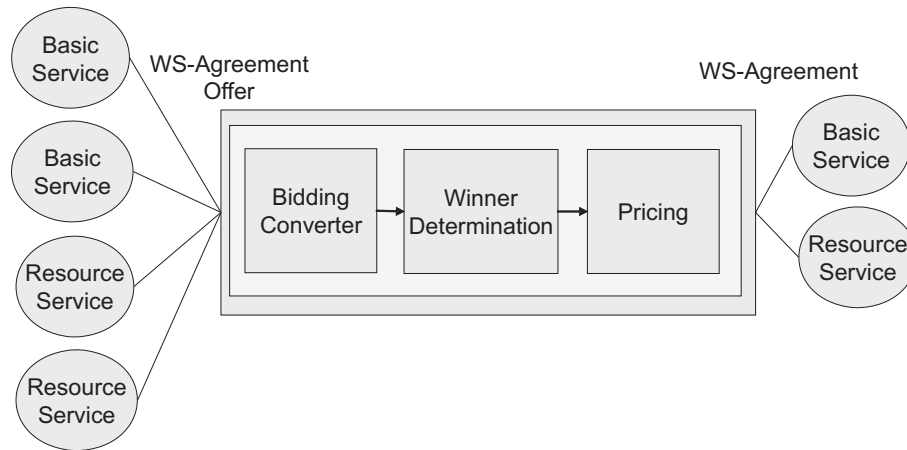 Basic
Service
WS-Agreement
Offer
WS-Agreement
Basic
Service
Bidding
Converter
Winner
Determination
Pricing
Basic
Service
Resource
Service
Resource
Service
Resource
Service